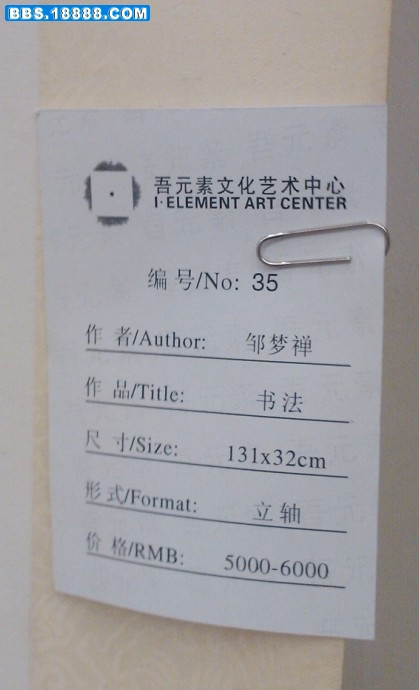 BBS.18888.COM
吾元素文化艺术中心
I·ELEMENT ART CENTER
编号/No: 35
作 者/Author: 邹梦禅
作 品/Title: 书法
尺 寸/Size: 131x32cm
形 式/Format: 立轴
价 格/RMB: 5000-6000